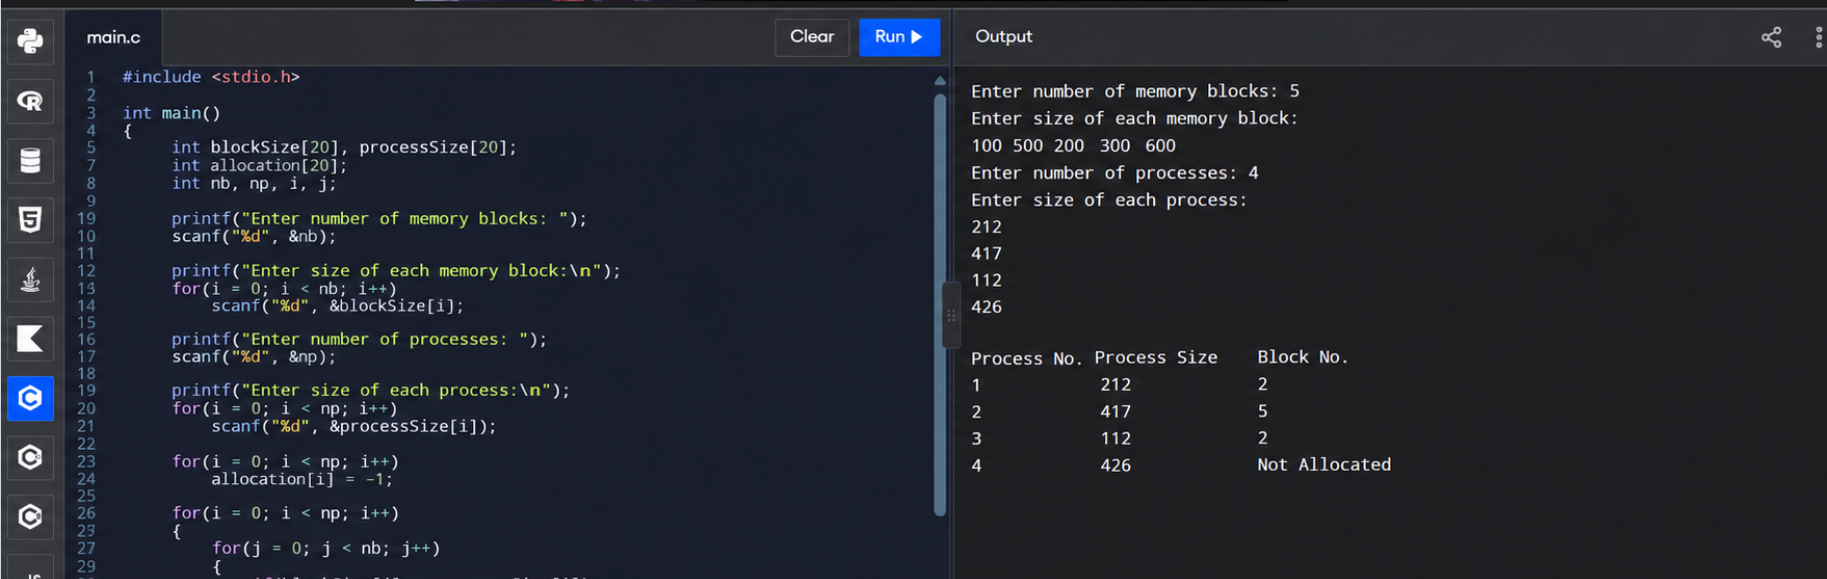 main.c
Clear
Run
Output
1 #include <stdio.h>
2
3 int main()
4 {
5 int blockSize[20], processSize[20];
7 int allocation[20];
8 int nb, np, i, j;
9
19 printf("Enter number of memory blocks: ");
10 scanf("%d", &nb);
11
12 printf("Enter size of each memory block:\n");
13 for(i = 0; i < nb; i++)
14 scanf("%d", &blockSize[i];
15
16 printf("Enter number of processes: ");
17 scanf("%d", &np);
18
19 printf("Enter size of each process:\n");
20 for(i = 0; i < np; i++)
21 scanf("%d", &processSize[i]);
22
23 for(i = 0; i < np; i++)
24 allocation[i] = -1;
25
26 for(i = 0; i < np; i++)
23 {
27 for(j = 0; j < nb; j++)
29 {
Enter number of memory blocks: 5
Enter size of each memory block:
100 500 200 300 600
Enter number of processes: 4
Enter size of each process:
212
417
112
426
Process No. Process Size Block No.
1 212 2
2 417 5
3 112 2
4 426 Not Allocated